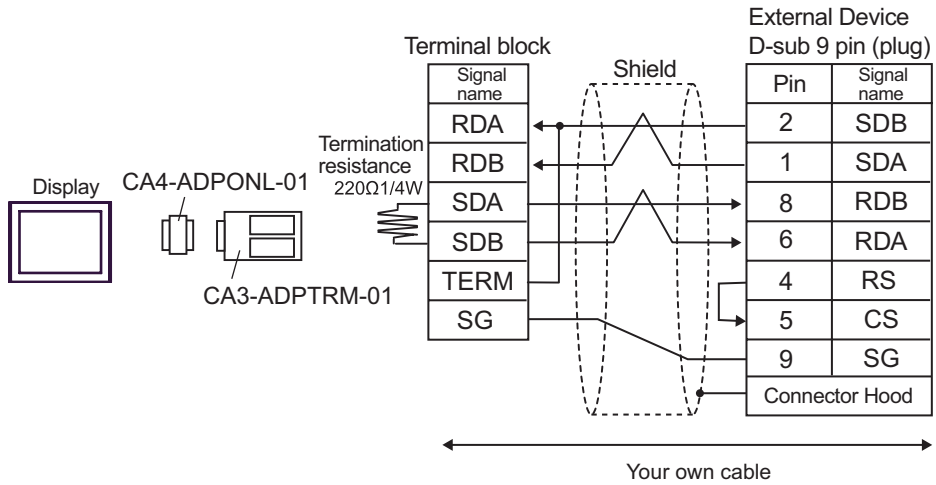 External Device
D-sub 9 pin (plug)
Terminal block
Shield
Signal name
Pin
Signal name
RDA
2
SDB
Termination resistance
220Ω1/4W
RDB
1
SDA
Display
CA4-ADPONL-01
SDA
8
RDB
SDB
6
RDA
CA3-ADPTRM-01
TERM
4
RS
SG
5
CS
9
SG
Connector Hood
Your own cable